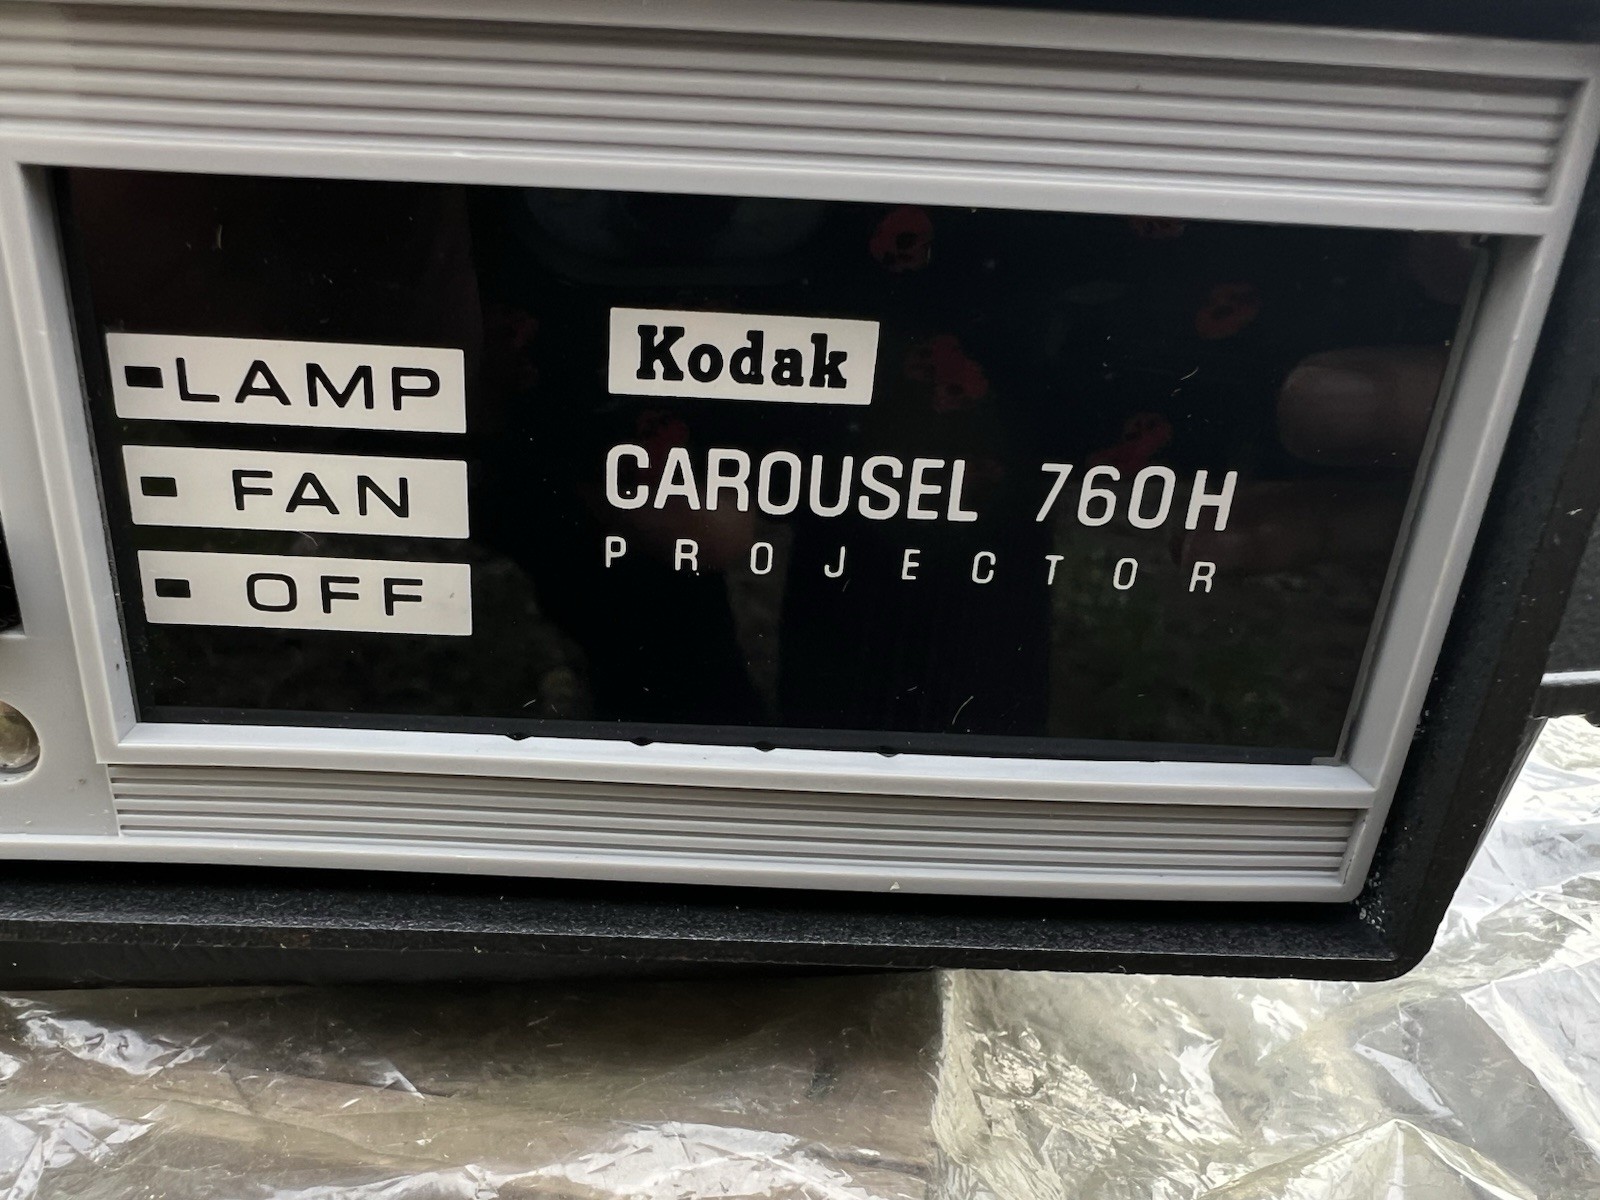 LAMP
FAN
OFF
Kodak
CAROUSEL 760H
PROJECTOR